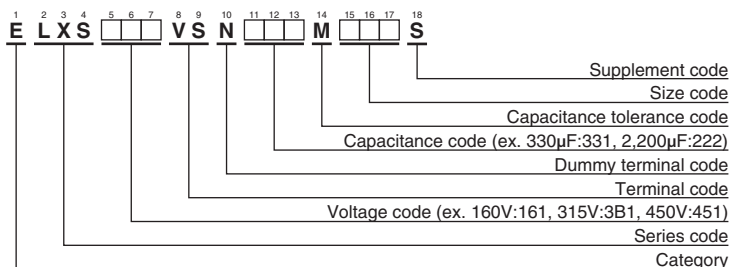 1 2 3 4 5 6 7 8 9 10 11 12 13 14 15 16 17 18
E L X S □□□ V S N □□□ M □□□ S
Supplement code
Size code
Capacitance tolerance code
Capacitance code (ex. 330µF:331, 2,200µF:222)
Dummy terminal code
Terminal code
Voltage code (ex. 160V:161, 315V:3B1, 450V:451)
Series code
Category